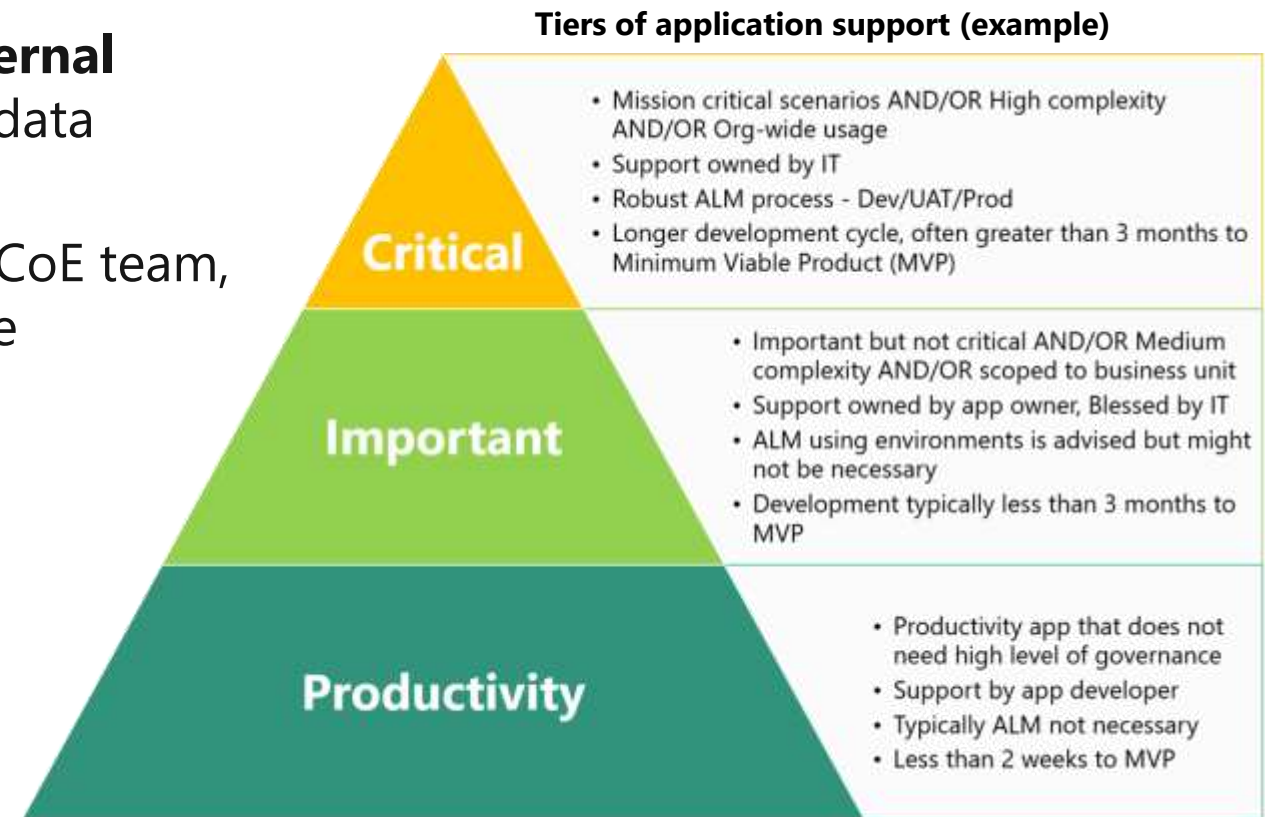 Tiers of application support (example)
ernal
data
CoE team,
e
Critical
• Mission critical scenarios AND/OR High complexity
AND/OR Org-wide usage
• Support owned by IT
• Robust ALM process - Dev/UAT/Prod
• Longer development cycle, often greater than 3 months to
Minimum Viable Product (MVP)
Important
• Important but not critical AND/OR Medium
complexity AND/OR scoped to business unit
• Support owned by app owner, Blessed by IT
• ALM using environments is advised but might
not be necessary
• Development typically less than 3 months to
MVP
Productivity
• Productivity app that does not
need high level of governance
• Support by app developer
• Typically ALM not necessary
• Less than 2 weeks to MVP